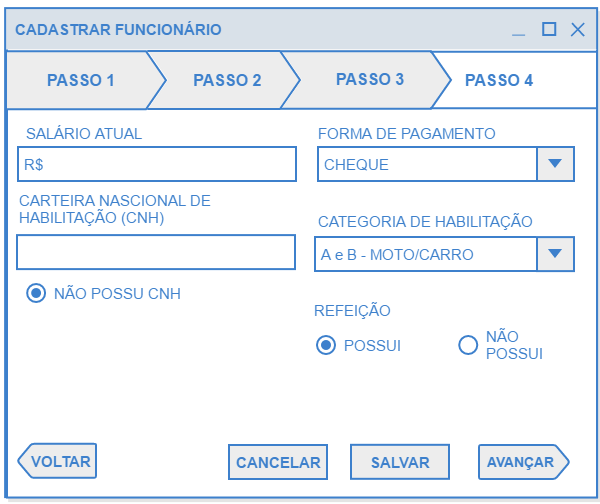 CADASTRAR FUNCIONÁRIO
PASSO 1
PASSO 2
PASSO 3
PASSO 4
SALÁRIO ATUAL
FORMA DE PAGAMENTO
R$
CHEQUE
CARTEIRA NASCIONAL DE
HABILITAÇÃO (CNH)
CATEGORIA DE HABILITAÇÃO
A e B - MOTO/CARRO
NÃO POSSU CNH
REFEIÇÃO
POSSUI
NÃO
POSSUI
VOLTAR
CANCELAR
SALVAR
AVANÇAR